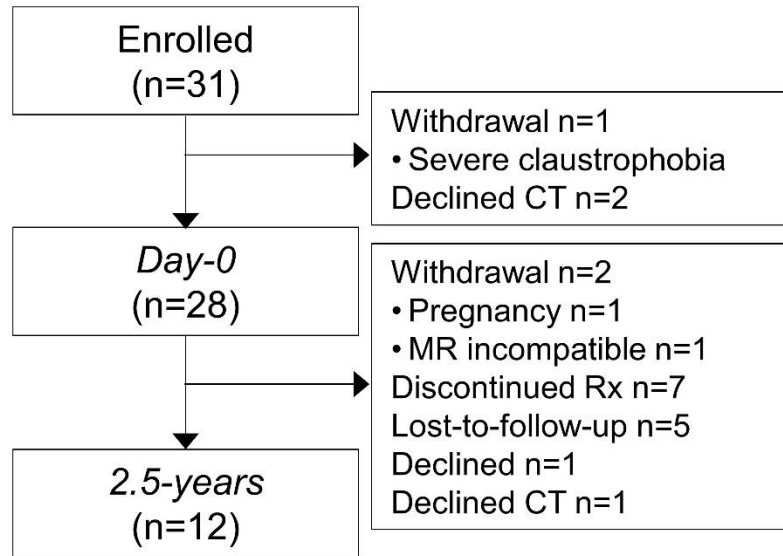 Enrolled
(n=31)
Withdrawal n=1
• Severe claustrophobia
Declined CT n=2
Day-0
(n=28)
Withdrawal n=2
• Pregnancy n=1
• MR incompatible n=1
Discontinued Rx n=7
Lost-to-follow-up n=5
Declined n=1
Declined CT n=1
2.5-years
(n=12)